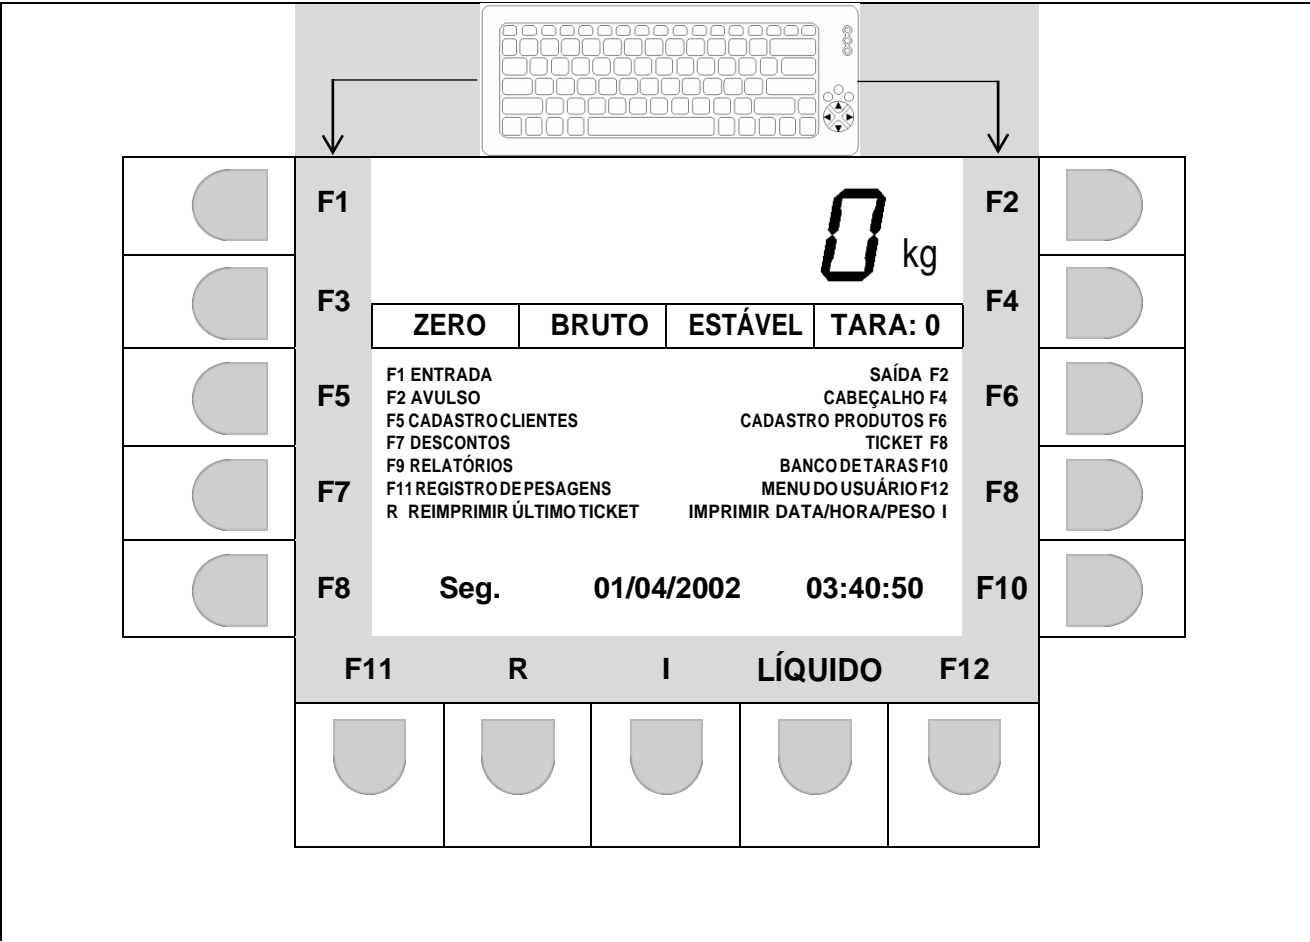 F1 0 kg F2
F3 F4
ZERO BRUTO ESTÁVEL TARA: 0
F1 ENTRADA SAÍDA F2
F5 F2 AVULSO CABEÇALHO F4 F6
F5 CADASTRO CLIENTES CADASTRO PRODUTOS F6
F7 DESCONTOS TICKET F8
F9 RELATÓRIOS BANCO DE TARAS F10
F7 F11 REGISTRO DE PESAGENS MENU DO USUÁRIO F12 F8
R REIMPRIMIR ÚLTIMO TICKET IMPRIMIR DATA/HORA/PESO I
F8 Seg. 01/04/2002 03:40:50 F10
F11 R I LÍQUIDO F12